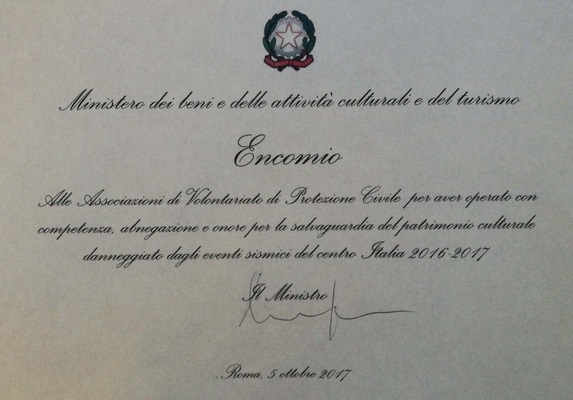 Ministero dei beni e delle attività culturali e del turismo
Encomio
Alle Associazioni di Volontariato di Protezione Civile per aver operato con
competenza, abnegazione e onore per la salvaguardia del patrimonio culturale
danneggiato dagli eventi sismici del centro Italia 2016-2017
Il Ministro
Roma, 5 ottobre 2017